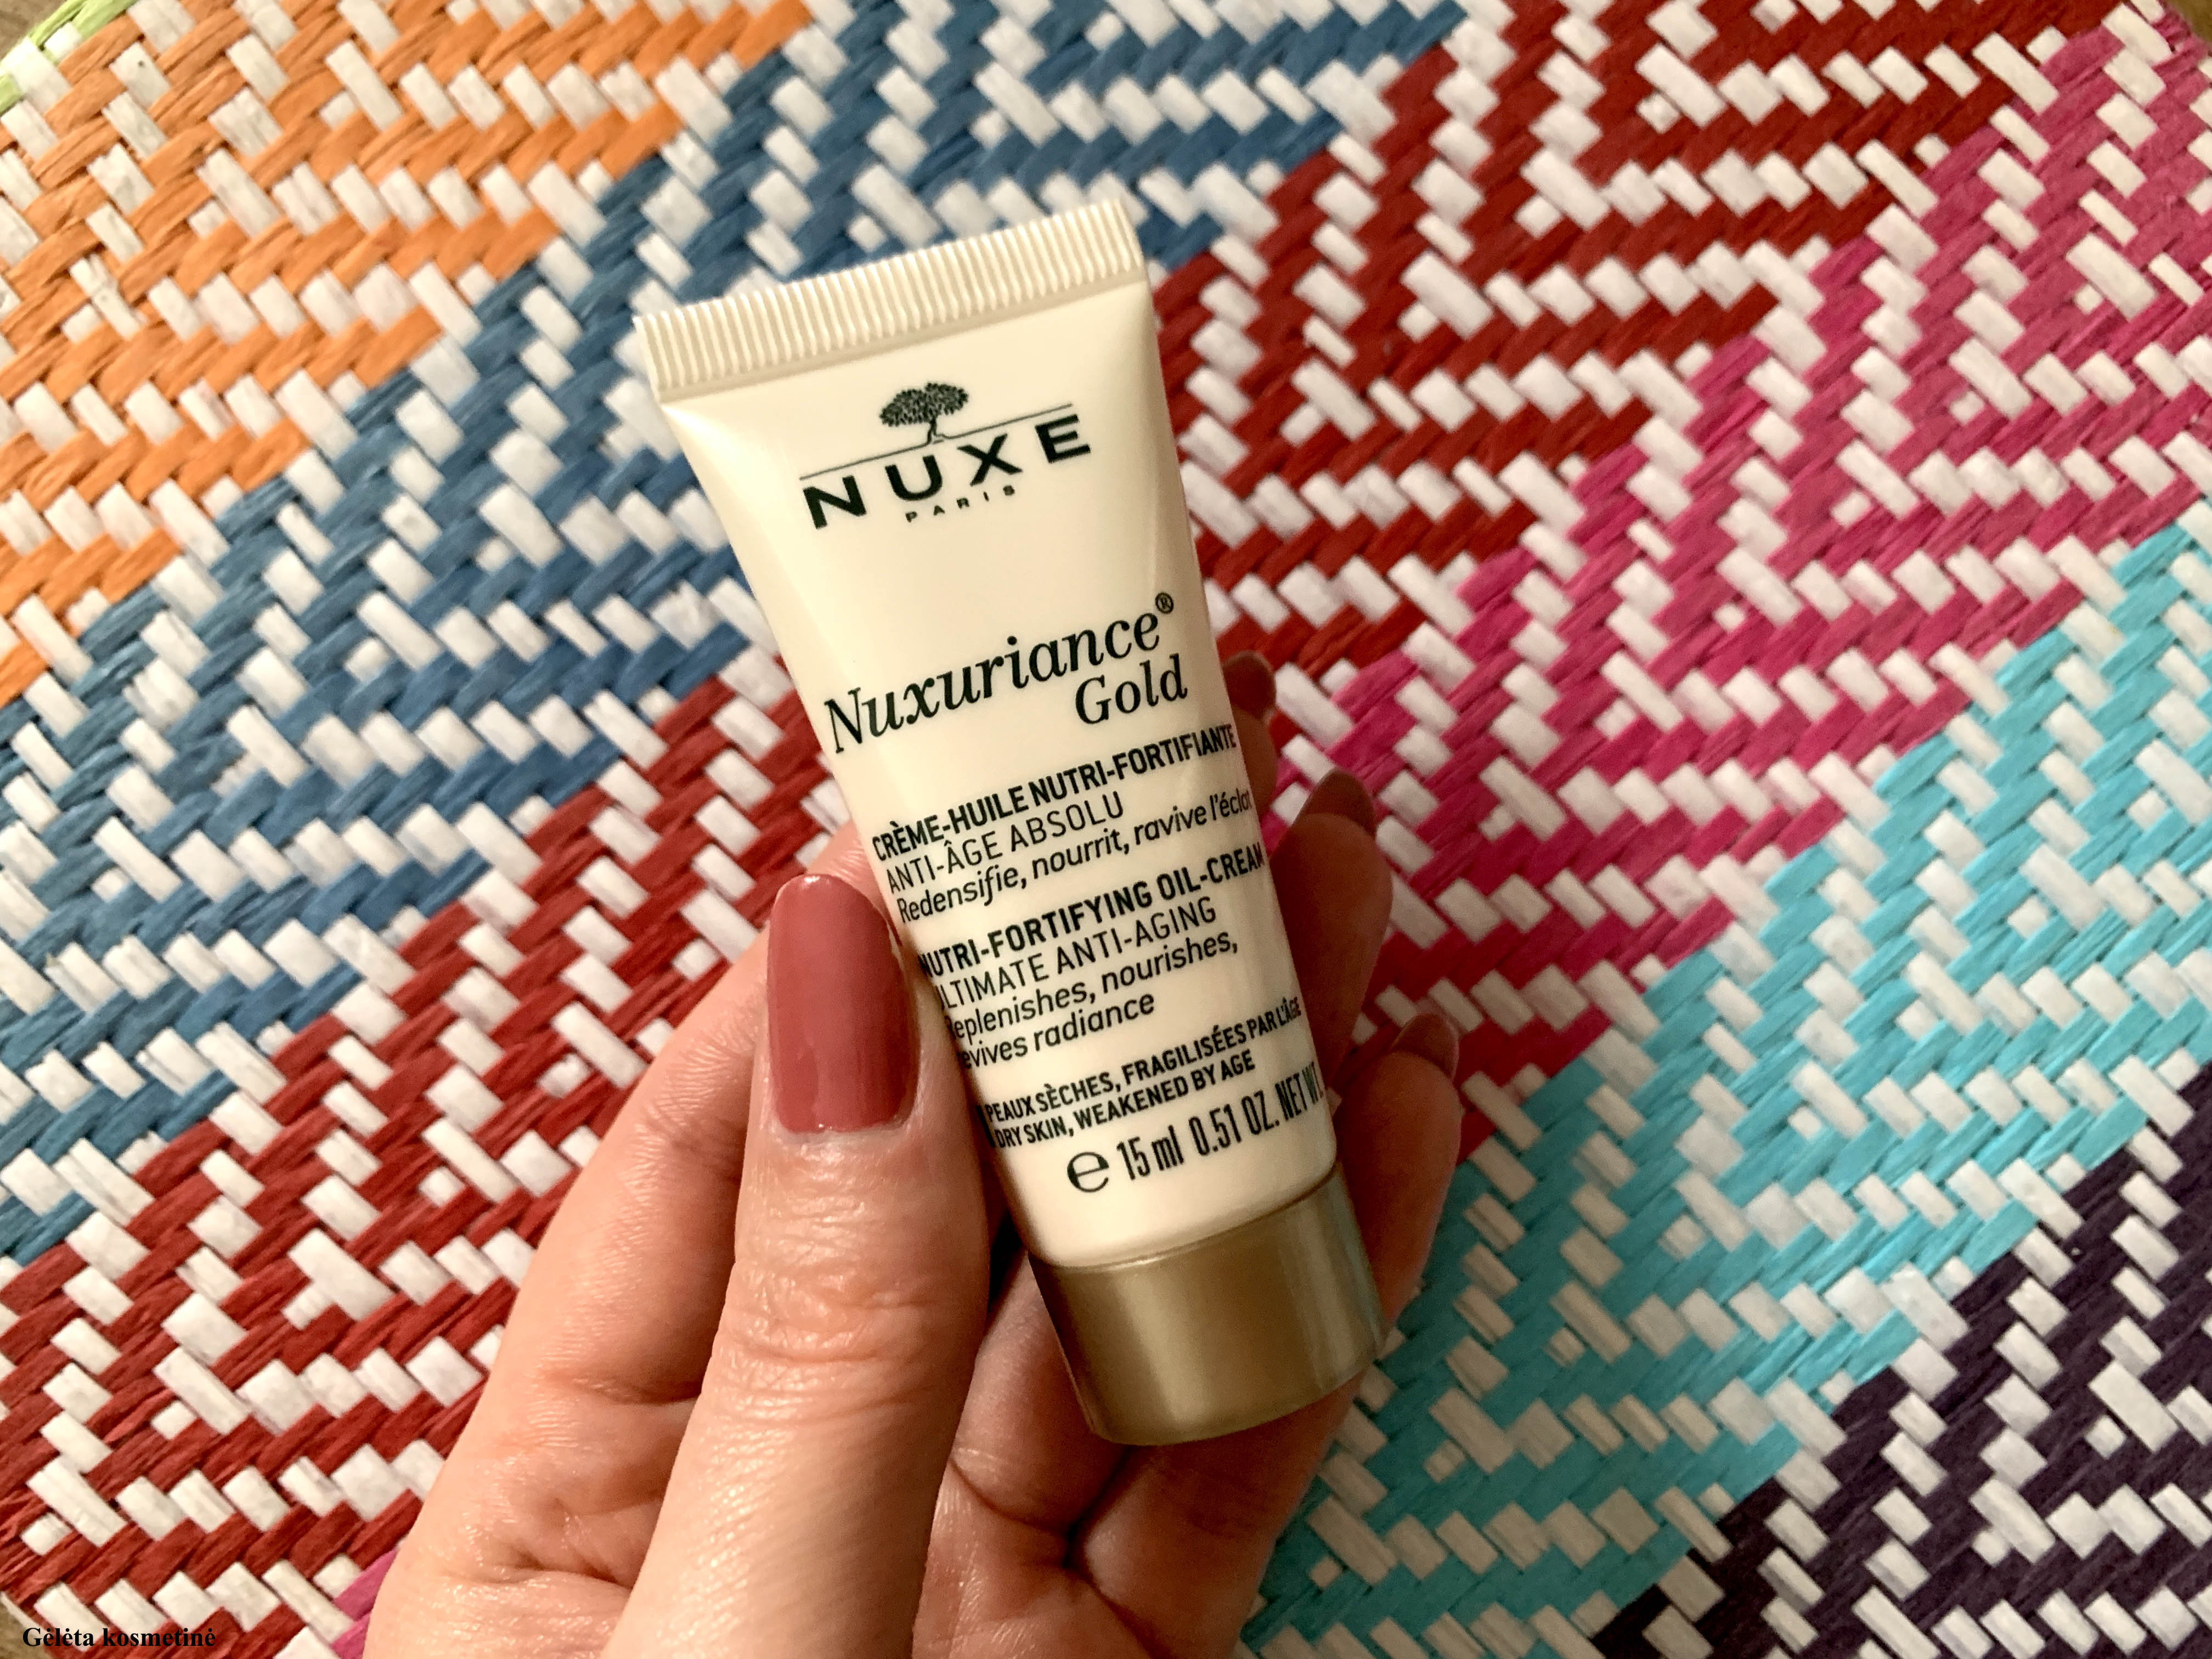 NUXE
PARIS
Nuxuriance®
Gold
CRÈME-HUILE NUTRI-FORTIFIANTE
ANTI-ÂGE ABSOLU
Redensifie, nourrit, ravive l'éclat
NUTRI-FORTIFYING OIL-CREAM
ULTIMATE ANTI-AGING
Replenishes, nourishes,
revives radiance
PEAUX SÈCHES, FRAGILISÉES PAR L'ÂGE
DRY SKIN, WEAKENED BY AGE
℮ 15 ml 0.51 OZ. NET WT.
Gėlėta kosmetinė